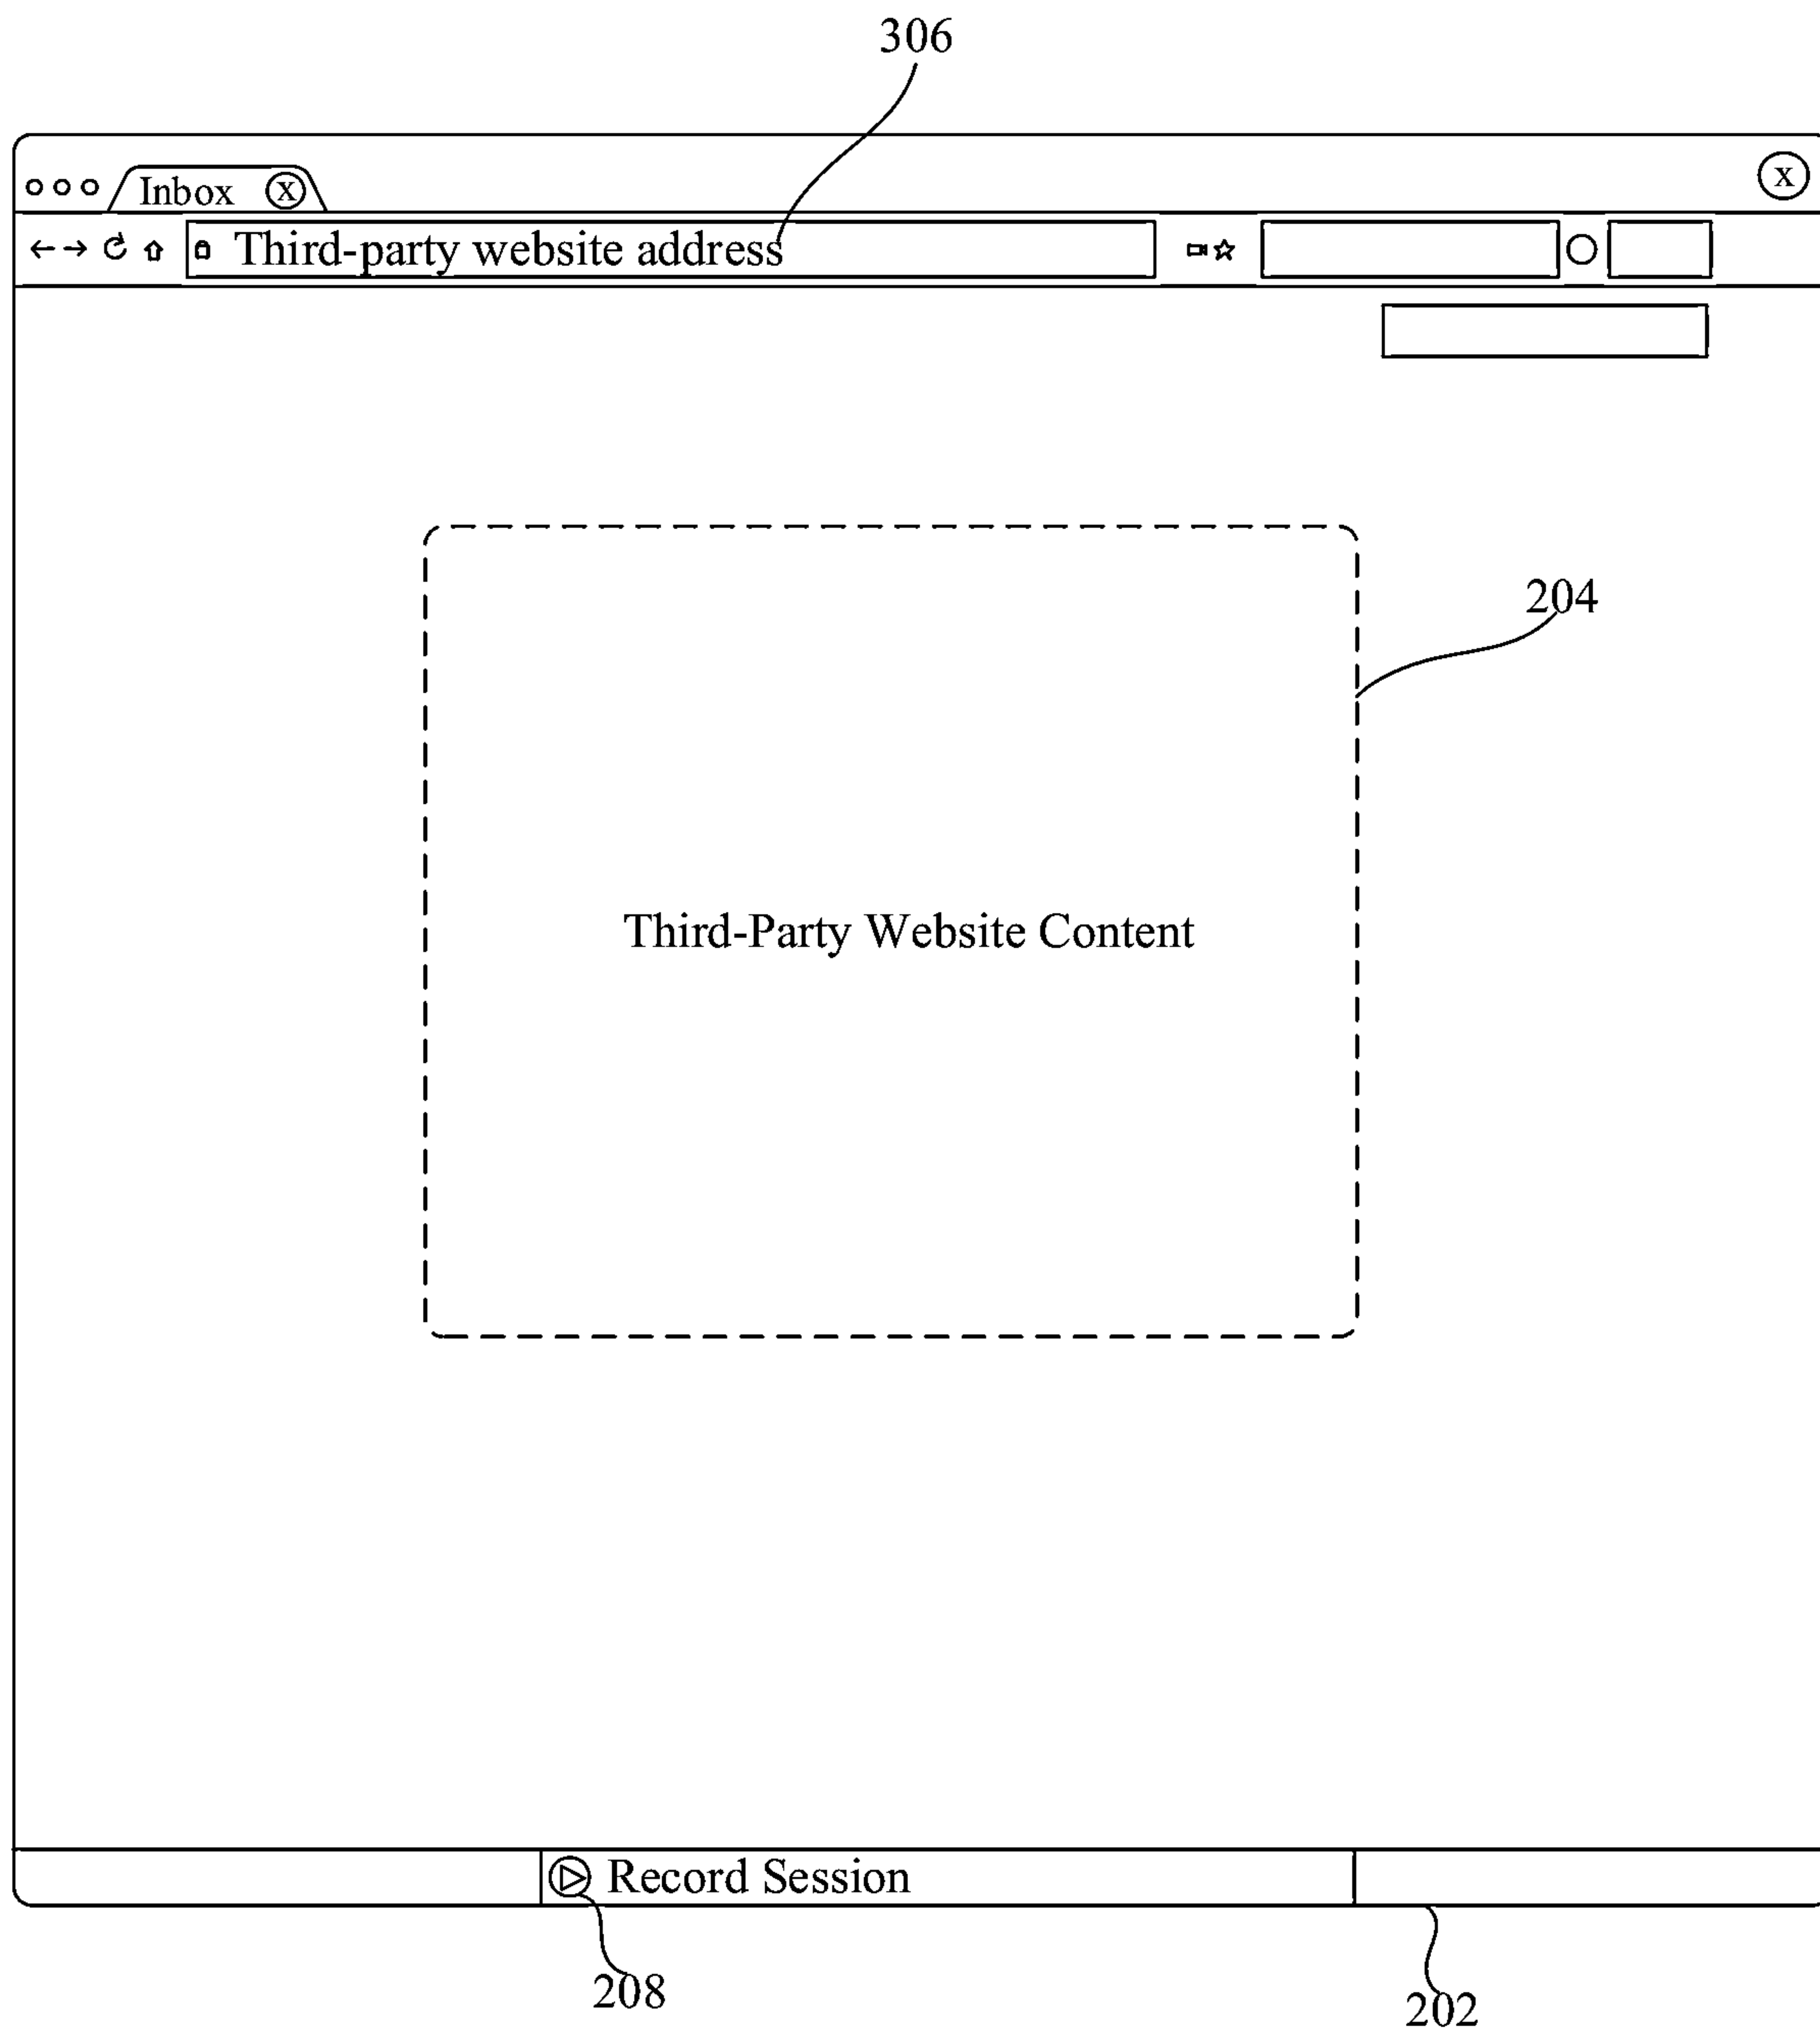 306
Inbox X X
Third-party website address
204
Third-Party Website Content
Record Session
208
202